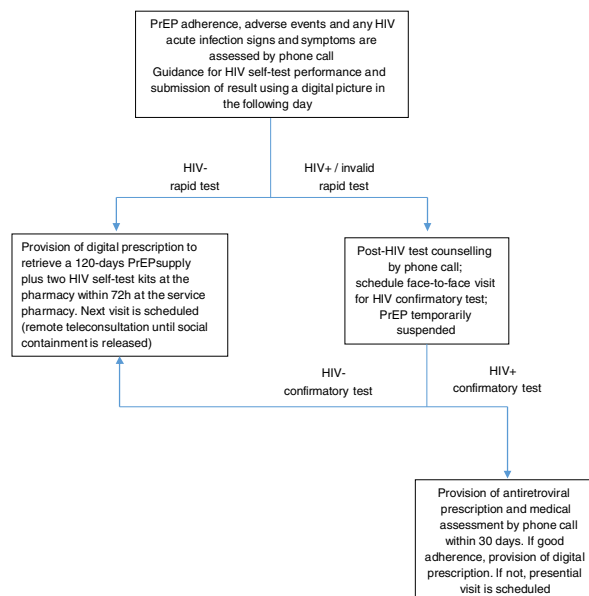 PrEP adherence, adverse events and any HIV
acute infection signs and symptoms are
assessed by phone call
Guidance for HIV self-test performance and
submission of result using a digital picture in
the following day
HIV-
rapid test
HIV+ / invalid
rapid test
Provision of digital prescription to
retrieve a 120-days PrEPsupply
plus two HIV self-test kits at the
pharmacy within 72h at the service
pharmacy. Next visit is scheduled
(remote teleconsultation until social
containment is released)
Post-HIV test counselling
by phone call;
schedule face-to-face visit
for HIV confirmatory test;
PrEP temporarily
suspended
HIV-
confirmatory test
HIV+
confirmatory test
Provision of antiretroviral
prescription and medical
assessment by phone call
within 30 days. If good
adherence, provision of digital
prescription. If not, presential
visit is scheduled